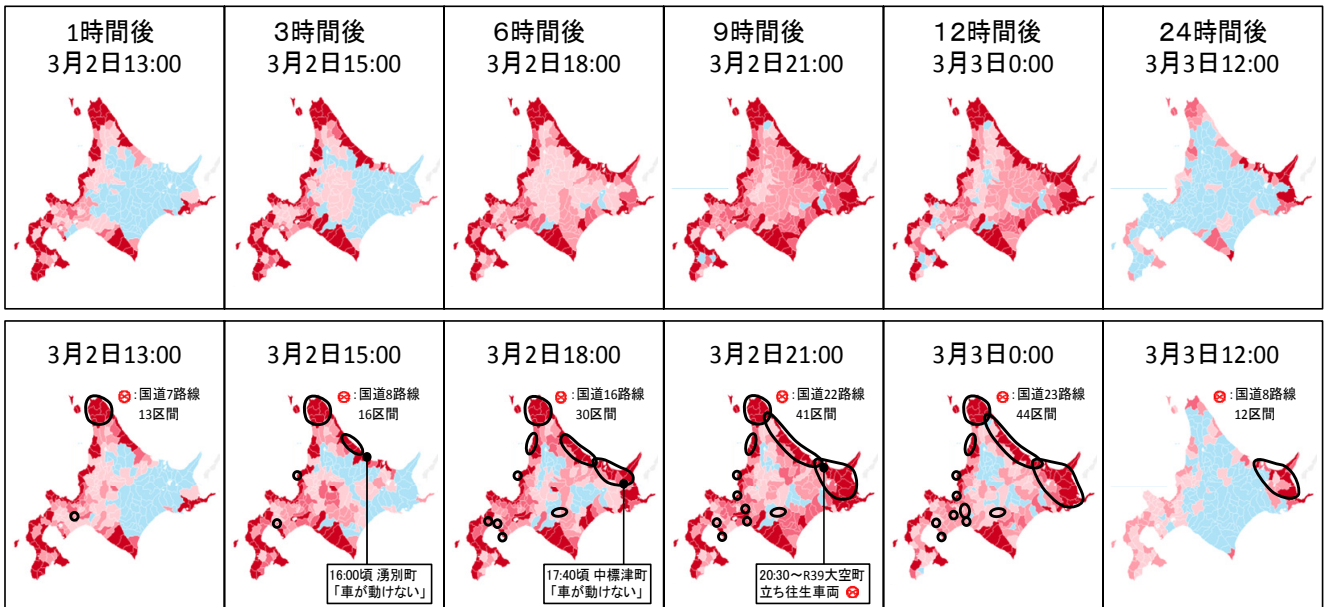 1時間後
3月2日13:00
3時間後
3月2日15:00
6時間後
3月2日18:00
9時間後
3月2日21:00
12時間後
3月3日0:00
24時間後
3月3日12:00
3月2日13:00
:国道7路線
13区間
3月2日15:00
:国道8路線
16区間
16:00頃 湧別町
「車が動けない」
3月2日18:00
:国道16路線
30区間
17:40頃 中標津町
「車が動けない」
3月2日21:00
:国道22路線
41区間
20:30～R39大空町
立ち往生車両
3月3日0:00
:国道23路線
44区間
3月3日12:00
:国道8路線
12区間